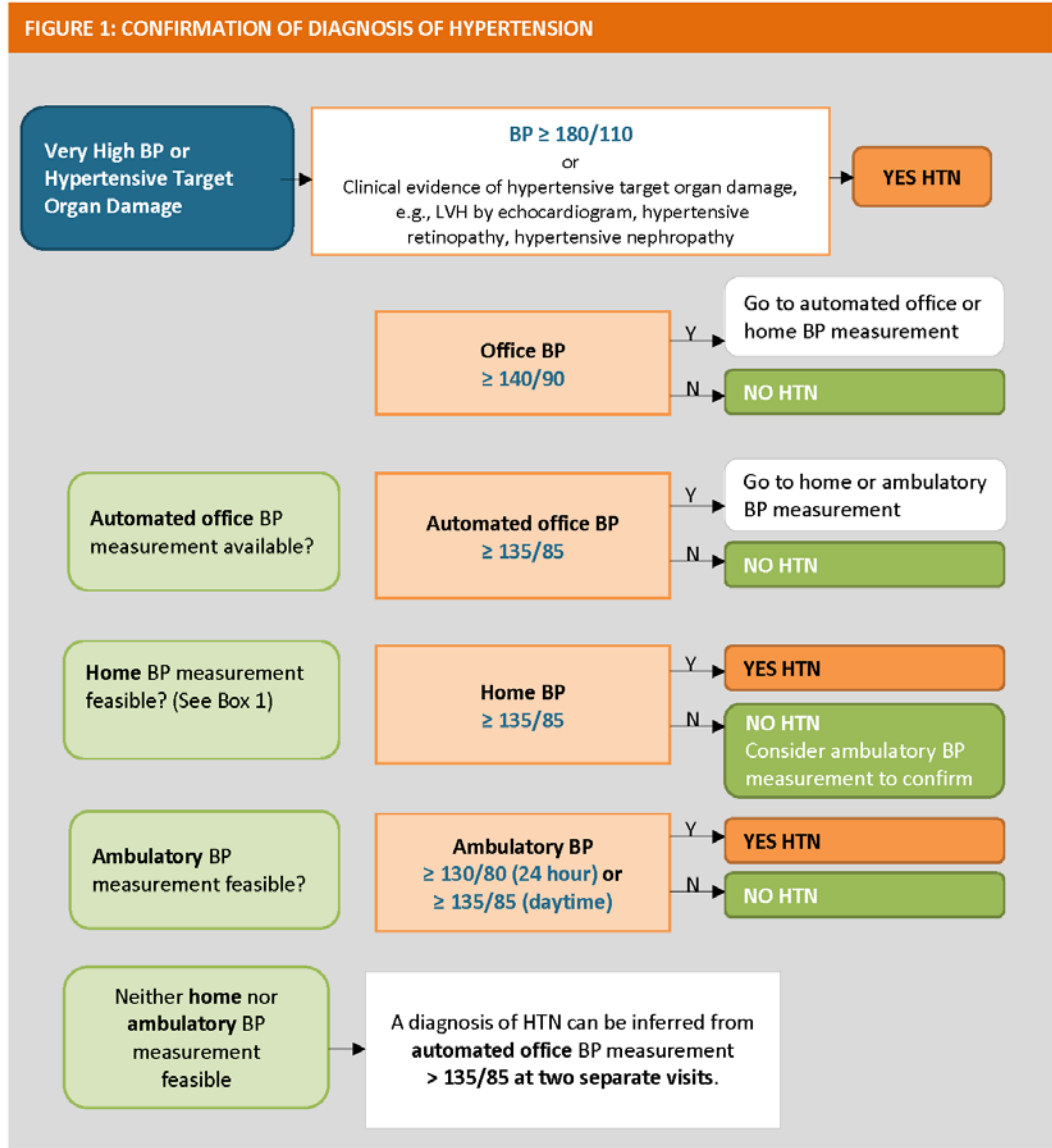 FIGURE 1: CONFIRMATION OF DIAGNOSIS OF HYPERTENSION
Very High BP or
Hypertensive Target
Organ Damage
BP ≥ 180/110
or
Clinical evidence of hypertensive target organ damage,
e.g., LVH by echocardiogram, hypertensive
retinopathy, hypertensive nephropathy
YES HTN
Office BP
≥ 140/90
Y
Go to automated office or
home BP measurement
N
NO HTN
Automated office BP
measurement available?
Automated office BP
≥ 135/85
Y
Go to home or ambulatory
BP measurement
N
NO HTN
Home BP measurement
feasible? (See Box 1)
Home BP
≥ 135/85
Y
YES HTN
N
NO HTN
Consider ambulatory BP
measurement to confirm
Ambulatory BP
measurement feasible?
Ambulatory BP
≥ 130/80 (24 hour) or
≥ 135/85 (daytime)
Y
YES HTN
N
NO HTN
Neither home nor
ambulatory BP
measurement
feasible
A diagnosis of HTN can be inferred from
automated office BP measurement
> 135/85 at two separate visits.